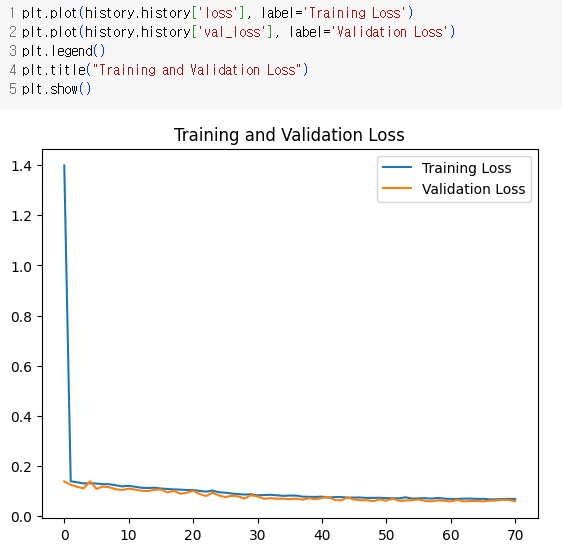 1 plt.plot(history.history['loss'], label='Training Loss')
2 plt.plot(history.history['val_loss'], label='Validation Loss')
3 plt.legend()
4 plt.title("Training and Validation Loss")
5 plt.show()
Training and Validation Loss
Training Loss
Validation Loss
1.4
1.2
1.0
0.8
0.6
0.4
0.2
0.0
0 10 20 30 40 50 60 70